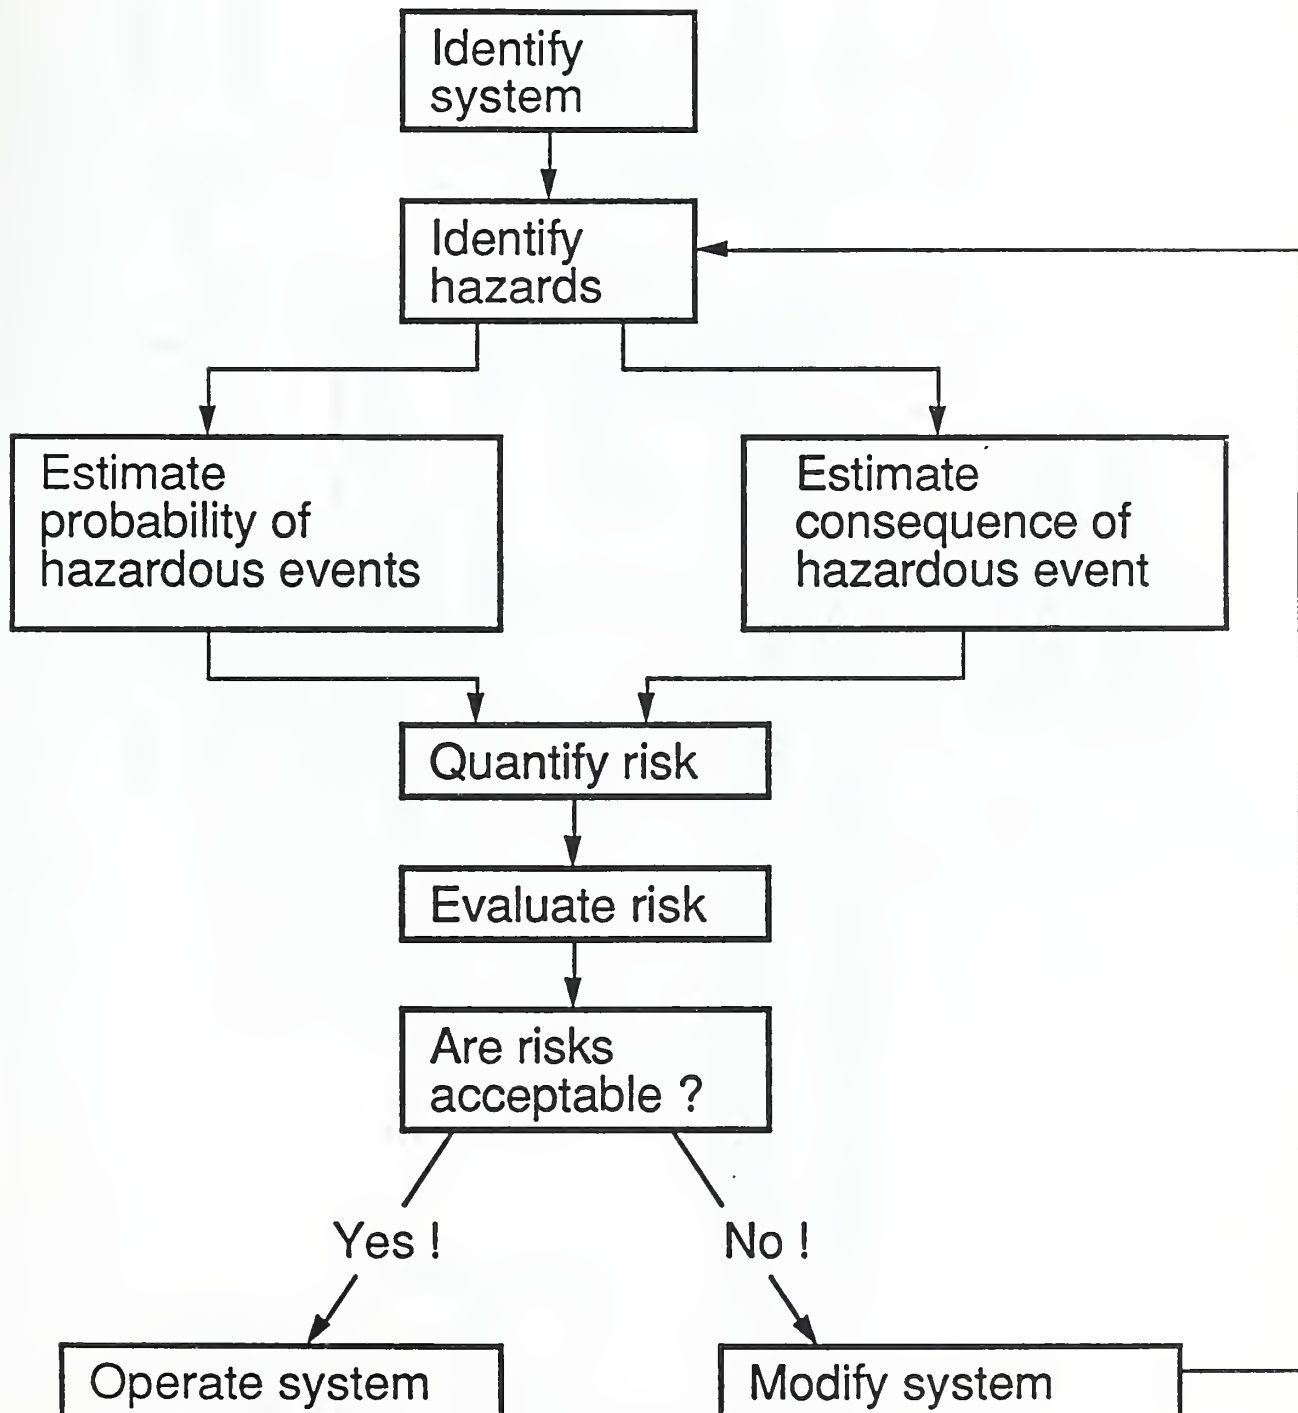 Identify
system
Identify
hazards
Estimate
probability of
hazardous events
Estimate
consequence of
hazardous event
Quantify risk
Evaluate risk
Are risks
acceptable ?
Yes !
No !
Operate system
Modify system